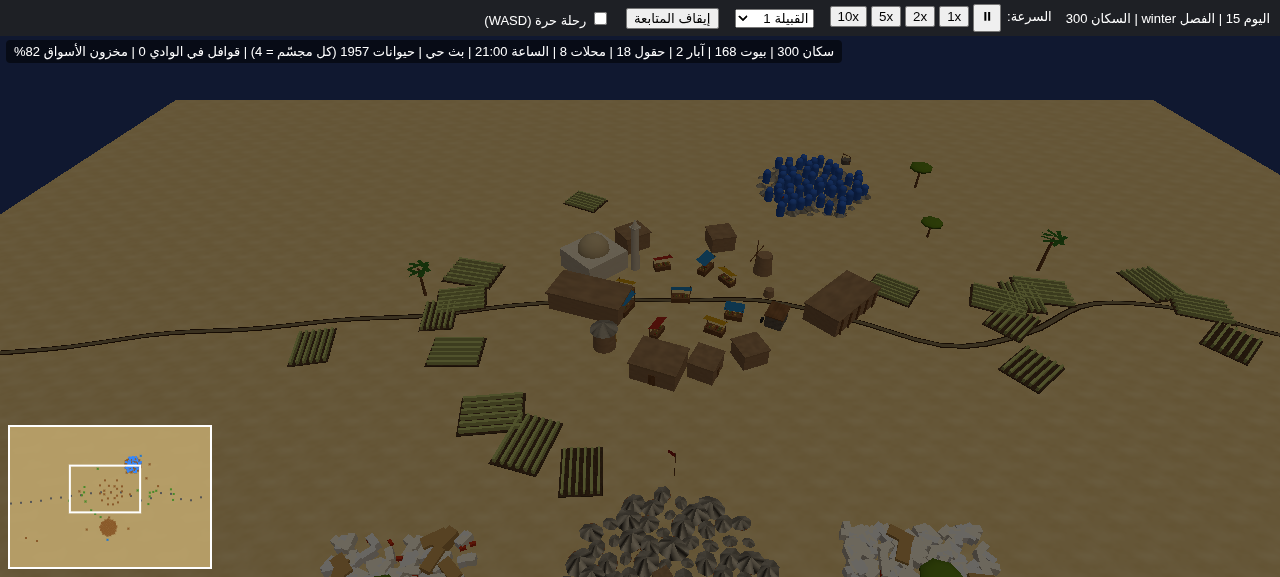 اليوم 15 | الفصل winter | السكان 300 السرعة: ⏸ 1x 2x 5x 10x القبيلة 1 إيقاف المتابعة رحلة حرة (WASD)
سكان 300 | بيوت 168 | آبار 2 | حقول 18 | محلات 8 | الساعة 21:00 | بث حي | حيوانات 1957 (كل مجسّم = 4) | قوافل في الوادي 0 | مخزون الأسواق 82%